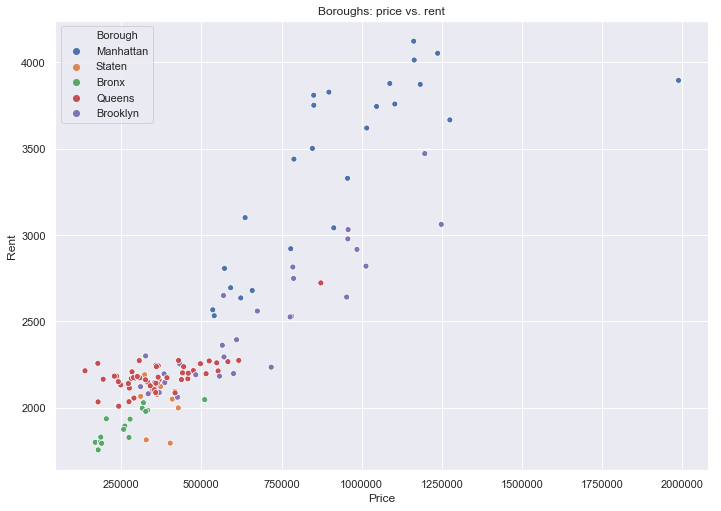 Boroughs: price vs. rent
Borough
Manhattan
Staten
Bronx
Queens
Brooklyn
4000
3500
3000
2500
2000
Rent
250000 500000 750000 1000000 1250000 1500000 1750000 2000000
Price